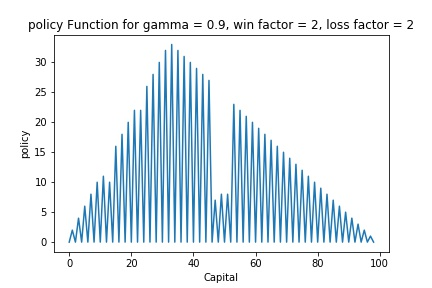 policy Function for gamma = 0.9, win factor = 2, loss factor = 2
policy
30
25
20
15
10
5
0
0 20 40 60 80 100
Capital